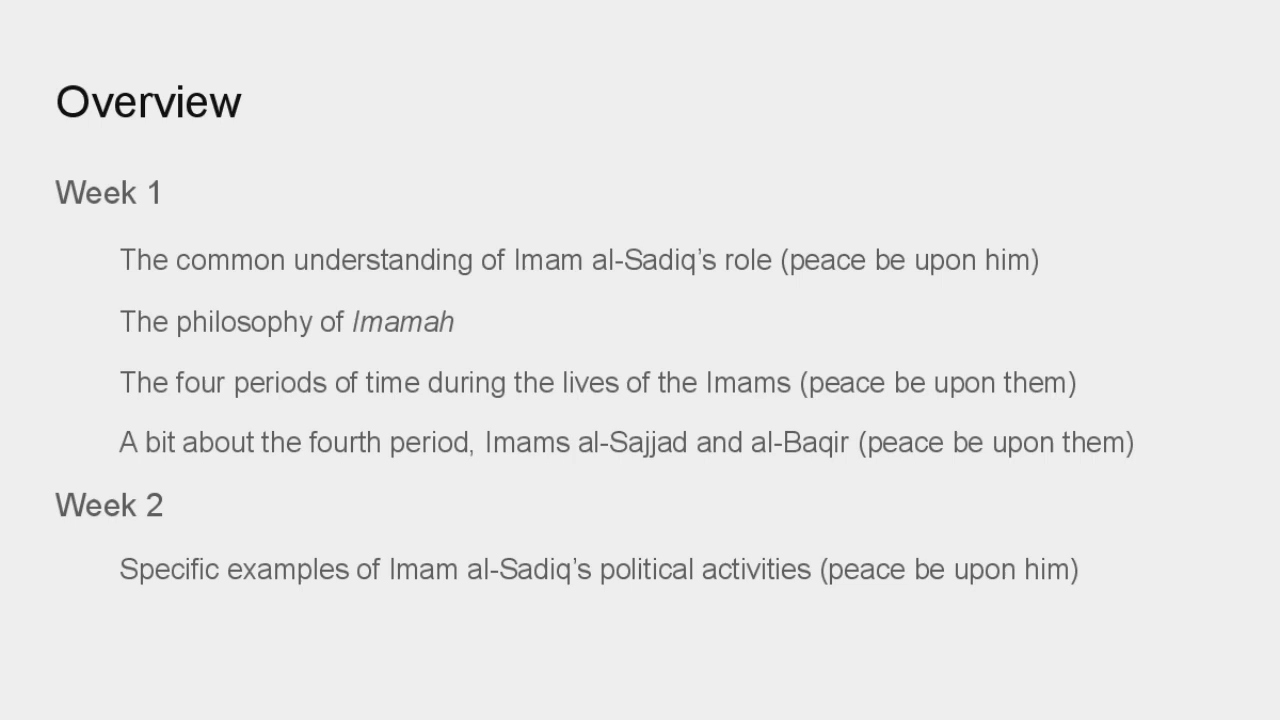 Overview
Week 1
The common understanding of Imam al-Sadiq’s role (peace be upon him)
The philosophy of Imamah
The four periods of time during the lives of the Imams (peace be upon them)
A bit about the fourth period, Imams al-Sajjad and al-Baqir (peace be upon them)
Week 2
Specific examples of Imam al-Sadiq’s political activities (peace be upon him)